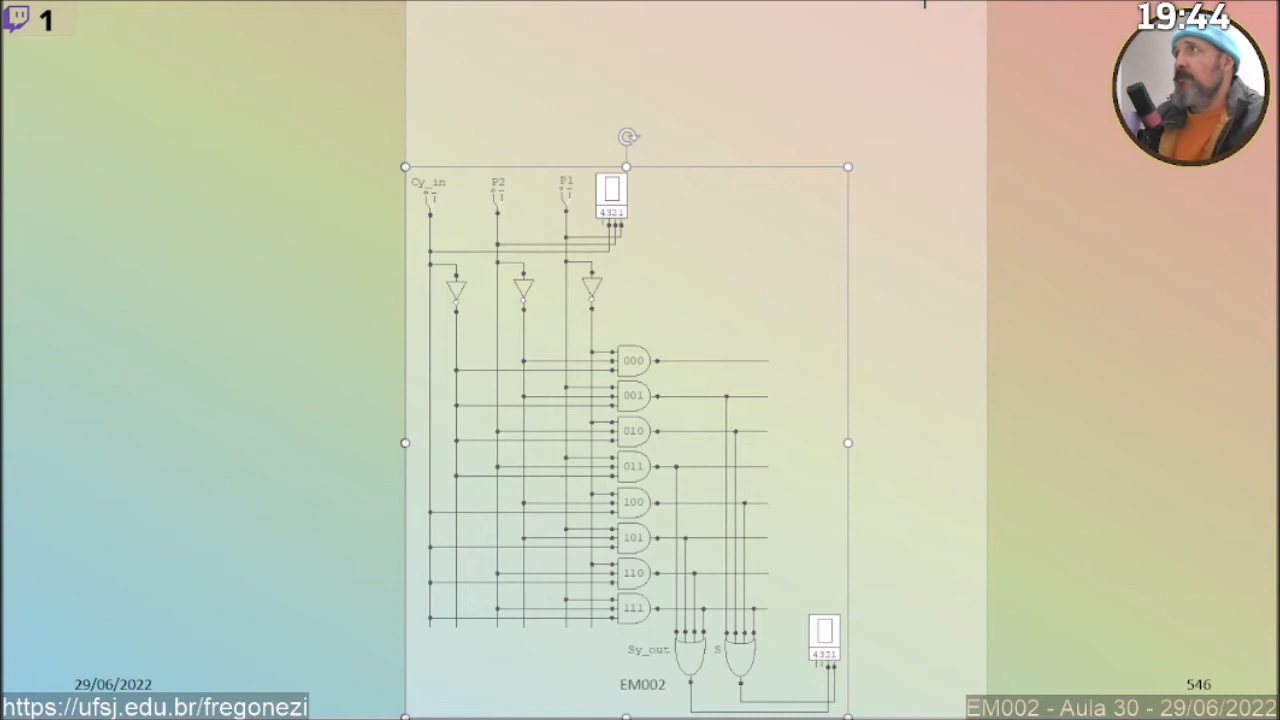 1
19:44
Cy_in P2 P1
4321
000
001
010
011
100
101
110
111
Sy_out S
4321
29/06/2022 EM002 546
https://ufsj.edu.br/fregonezi
EM002 - Aula 30 - 29/06/2022